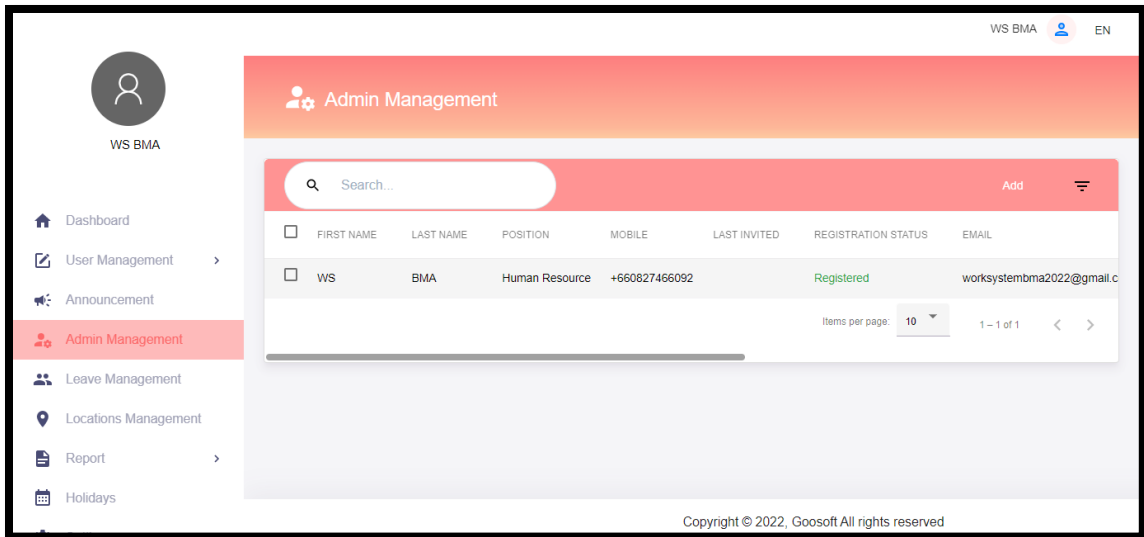 WS BMA EN
WS BMA
Dashboard
User Management
Announcement
Admin Management
Leave Management
Locations Management
Report
Holidays
Admin Management
Search...
Add
FIRST NAME LAST NAME POSITION MOBILE LAST INVITED REGISTRATION STATUS EMAIL
WS BMA Human Resource +660827466092 Registered worksystembma2022@gmail.c
Items per page: 10 1 – 1 of 1
Copyright © 2022, Goosoft All rights reserved